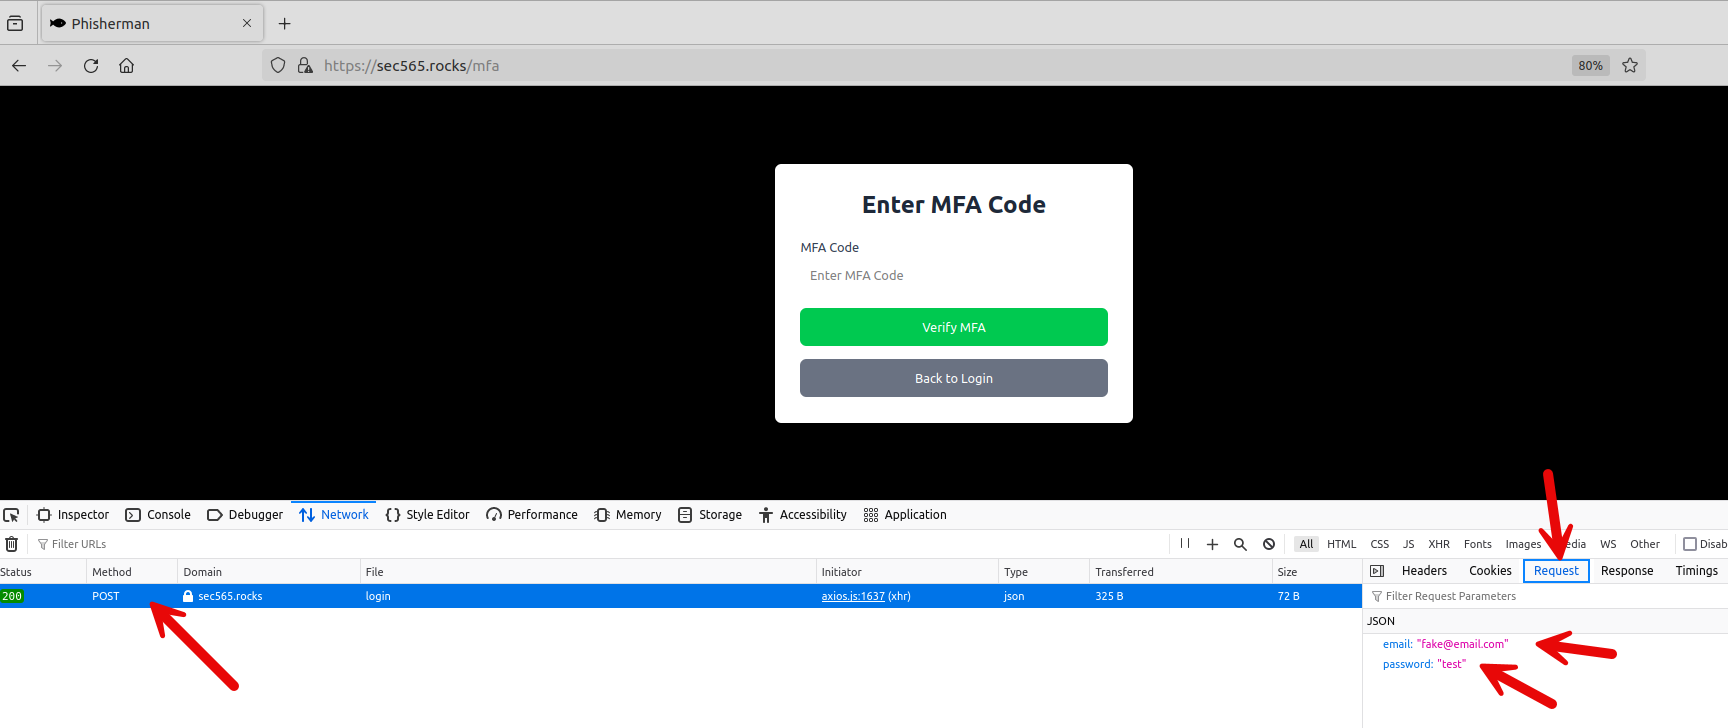 Phisherman
https://sec565.rocks/mfa
80%
Enter MFA Code
MFA Code
Enter MFA Code
Verify MFA
Back to Login
Inspector Console Debugger Network Style Editor Performance Memory Storage Accessibility Application
Filter URLs
All HTML CSS JS XHR Fonts Images WS Other Disab
Status Method Domain File Initiator Type Transferred Size
200 POST sec565.rocks login axios.js:1637 (xhr) json 325 B 72 B
Headers Cookies Request Response Timings
Filter Request Parameters
JSON
email: "fake@email.com"
password: "test"